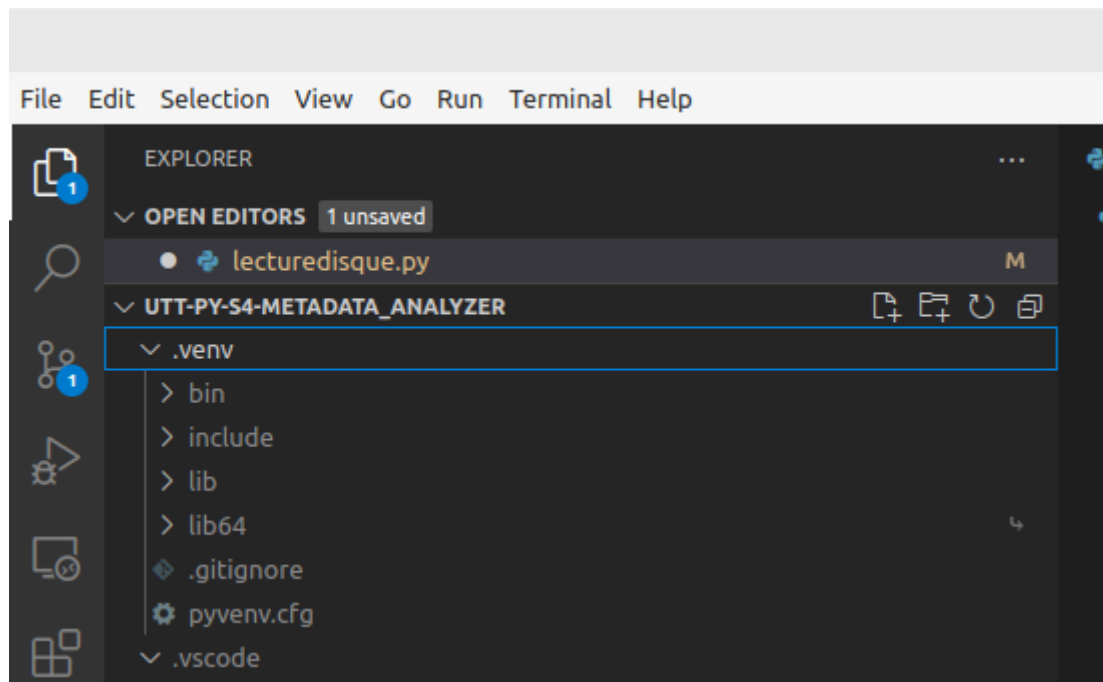 File Edit Selection View Go Run Terminal Help
EXPLORER
1
OPEN EDITORS 1 unsaved
lecturedisque.py M
UTT-PY-S4-METADATA_ANALYZER
.venv
1
bin
include
lib
lib64
.gitignore
pyvenv.cfg
.vscode